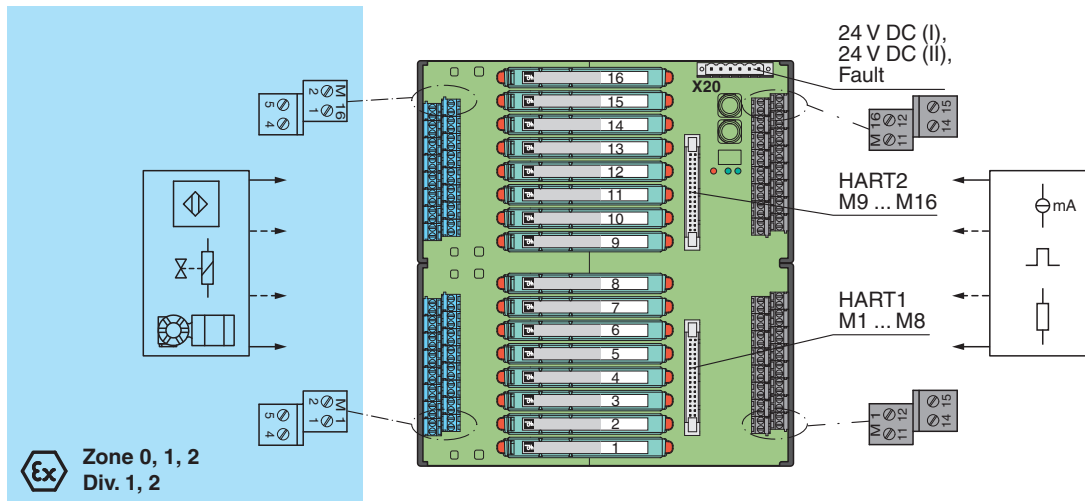 24 V DC (I),
24 V DC (II),
Fault
X20
16
15
14
13
12
11
10
9
8
7
6
5
4
3
2
1
5 4
2 1
M 16
M 16
11 12
14 15
HART2
M9 ... M16
mA
HART1
M1 ... M8
5 4
2 1
M 1
M 1
11 12
14 15
Ex
Zone 0, 1, 2
Div. 1, 2